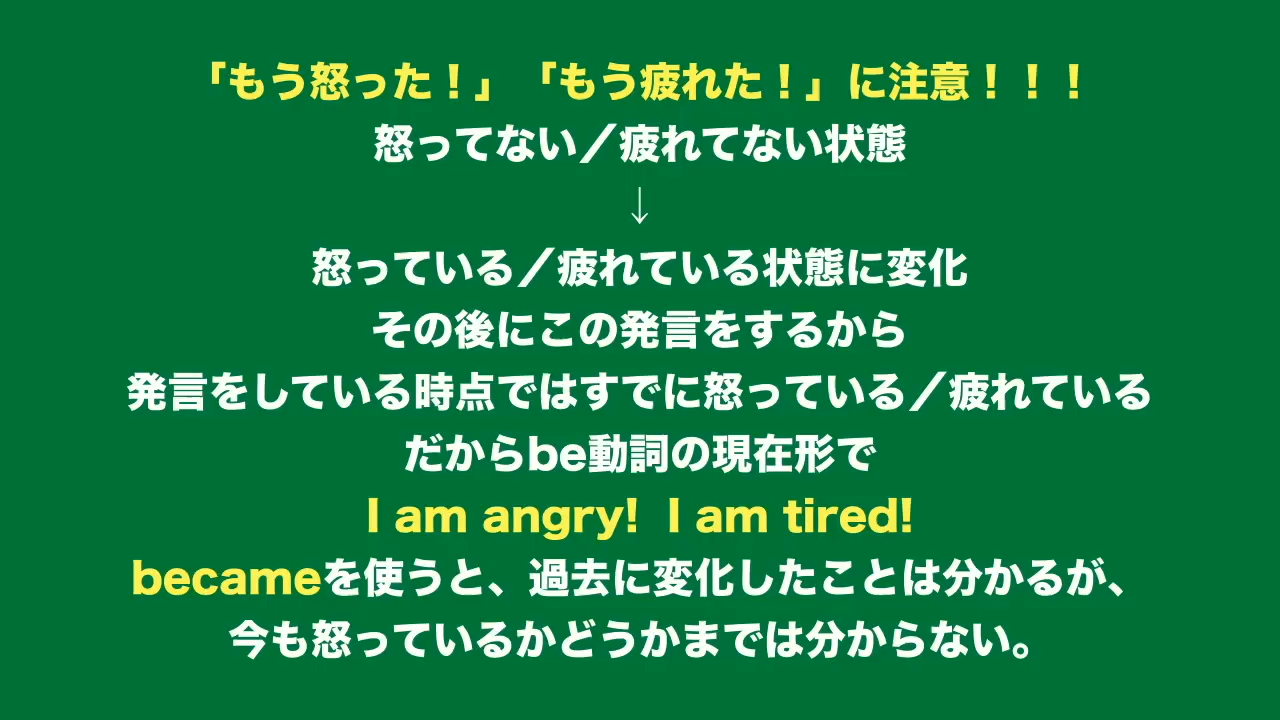 「もう怒った！」「もう疲れた！」に注意！！！
怒ってない／疲れてない状態
↓
怒っている／疲れている状態に変化
その後にこの発言をするから
発言をしている時点ではすでに怒っている／疲れている
だからbe動詞の現在形で
I am angry! I am tired!
becameを使うと、過去に変化したことは分かるが、
今も怒っているかどうかまでは分からない。